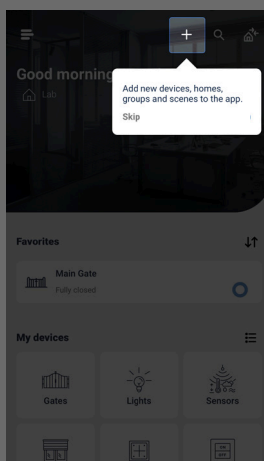 Good morning
Lab
Add new devices, homes,
groups and scenes to the app.
Skip
Favorites
Main Gate
Fully closed
My devices
Gates
Lights
Sensors